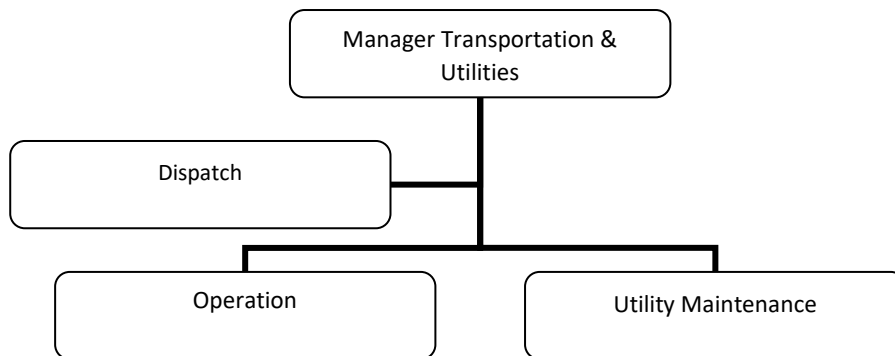 Manager Transportation &
Utilities
Dispatch
Operation
Utility Maintenance